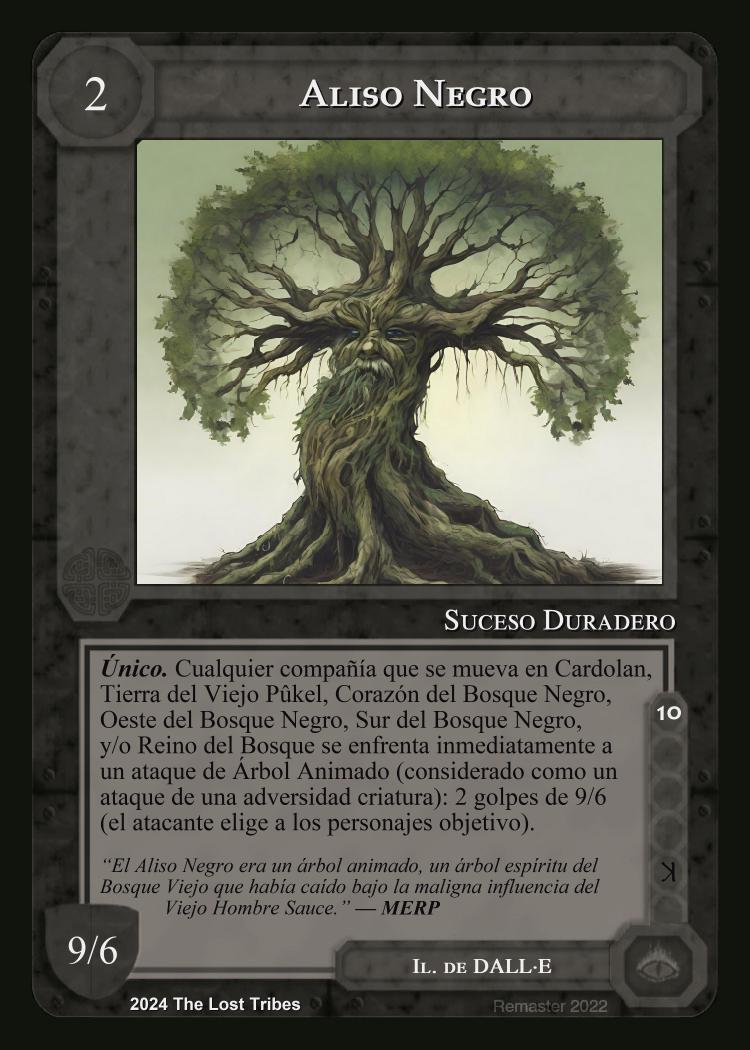 2
Aliso Negro
Suceso Duradero
Único. Cualquier compañía que se mueva en Cardolan,
Tierra del Viejo Pûkel, Corazón del Bosque Negro,
Oeste del Bosque Negro, Sur del Bosque Negro,
y/o Reino del Bosque se enfrenta inmediatamente a
un ataque de Árbol Animado (considerado como un
ataque de una adversidad criatura): 2 golpes de 9/6
(el atacante elige a los personajes objetivo).
10
“El Aliso Negro era un árbol animado, un árbol espíritu del
Bosque Viejo que había caído bajo la maligna influencia del
Viejo Hombre Sauce.” — MERP
9/6
Il. de DALL·E
2024 The Lost Tribes
Remaster 2022